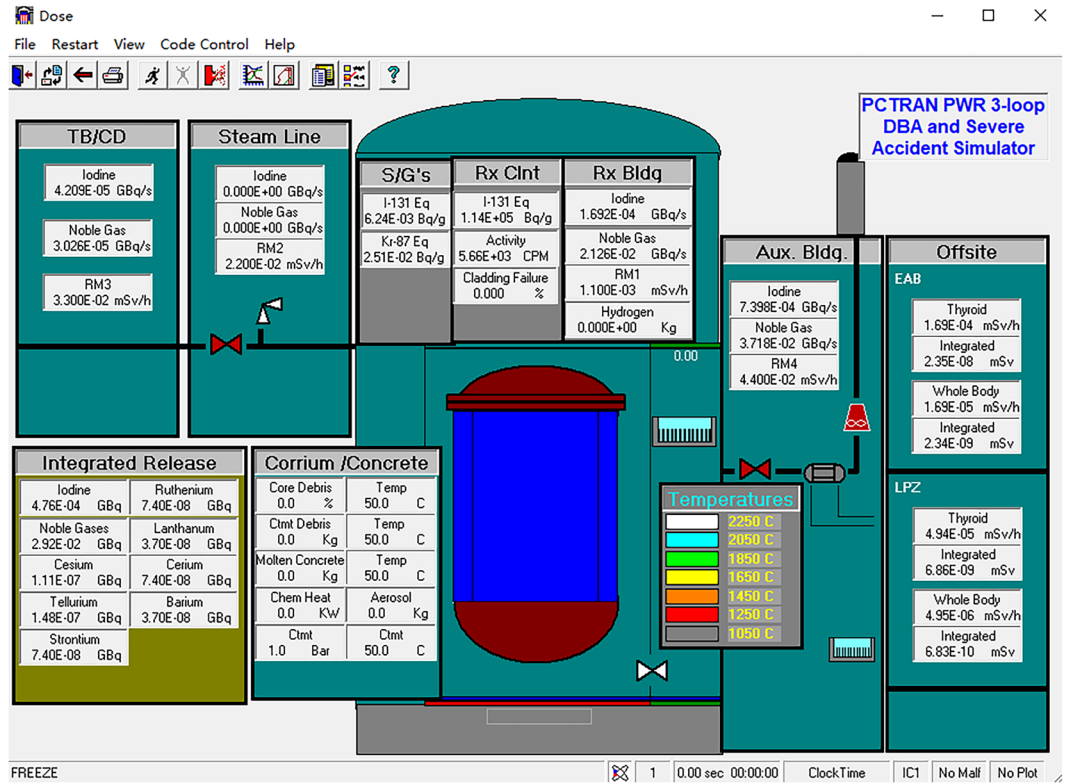 Dose
File Restart View Code Control Help
PCTRAN PWR 3-loop
DBA and Severe
Accident Simulator
TB/CD
Iodine
4.209E-05 GBq/s
Noble Gas
3.026E-05 GBq/s
RM3
3.300E-02 mSv/h
Steam Line
Iodine
0.000E+00 GBq/s
Noble Gas
0.000E+00 GBq/s
RM2
2.200E-02 mSv/h
S/G's
I-131 Eq
6.24E-03 Bq/g
Kr-87 Eq
2.51E-02 Bq/g
Rx Clnt
I-131 Eq
1.14E+05 Bq/g
Activity
5.66E+03 CPM
Cladding Failure
0.000 %
Rx Bldg
Iodine
1.692E-04 GBq/s
Noble Gas
2.126E-02 GBq/s
RM1
1.100E-03 mSv/h
Hydrogen
0.000E+00 Kg
0.00
Aux. Bldg.
Iodine
7.398E-04 GBq/s
Noble Gas
3.718E-02 GBq/s
RM4
4.400E-02 mSv/h
Offsite
EAB
Thyroid
1.69E-04 mSv/h
Integrated
2.35E-08 mSv
Whole Body
1.69E-05 mSv/h
Integrated
2.34E-09 mSv
LPZ
Thyroid
4.94E-05 mSv/h
Integrated
6.86E-09 mSv
Whole Body
4.95E-06 mSv/h
Integrated
6.83E-10 mSv
Integrated Release
Iodine Ruthenium
4.76E-04 GBq 7.40E-08 GBq
Noble Gases Lanthanum
2.92E-02 GBq 3.70E-08 GBq
Cesium Cerium
1.11E-07 GBq 7.40E-08 GBq
Tellurium Barium
1.48E-07 GBq 3.70E-08 GBq
Strontium
7.40E-08 GBq
Corrium /Concrete
Core Debris Temp
0.0 % 50.0 C
Ctmt Debris Temp
0.0 Kg 50.0 C
Molten Concrete Temp
0.0 Kg 50.0 C
Chem Heat Aerosol
0.0 KW 0.0 Kg
Ctmt Ctmt
1.0 Bar 50.0 C
Temperatures
2250 C
2050 C
1850 C
1650 C
1450 C
1250 C
1050 C
FREEZE 1 0.00 sec 00:00:00 ClockTime IC1 No Malf No Plot